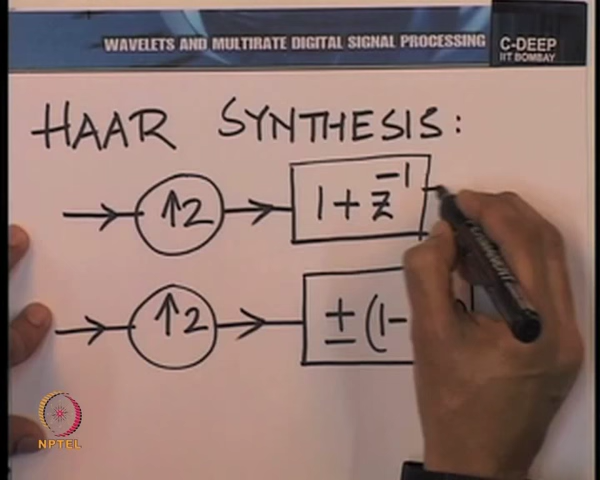 WAVELETS AND MULTIRATE DIGITAL SIGNAL PROCESSING
C-DEEP
IIT BOMBAY
HAAR SYNTHESIS:
↑2
1 + z⁻¹
↑2
± (1 -
NPTEL